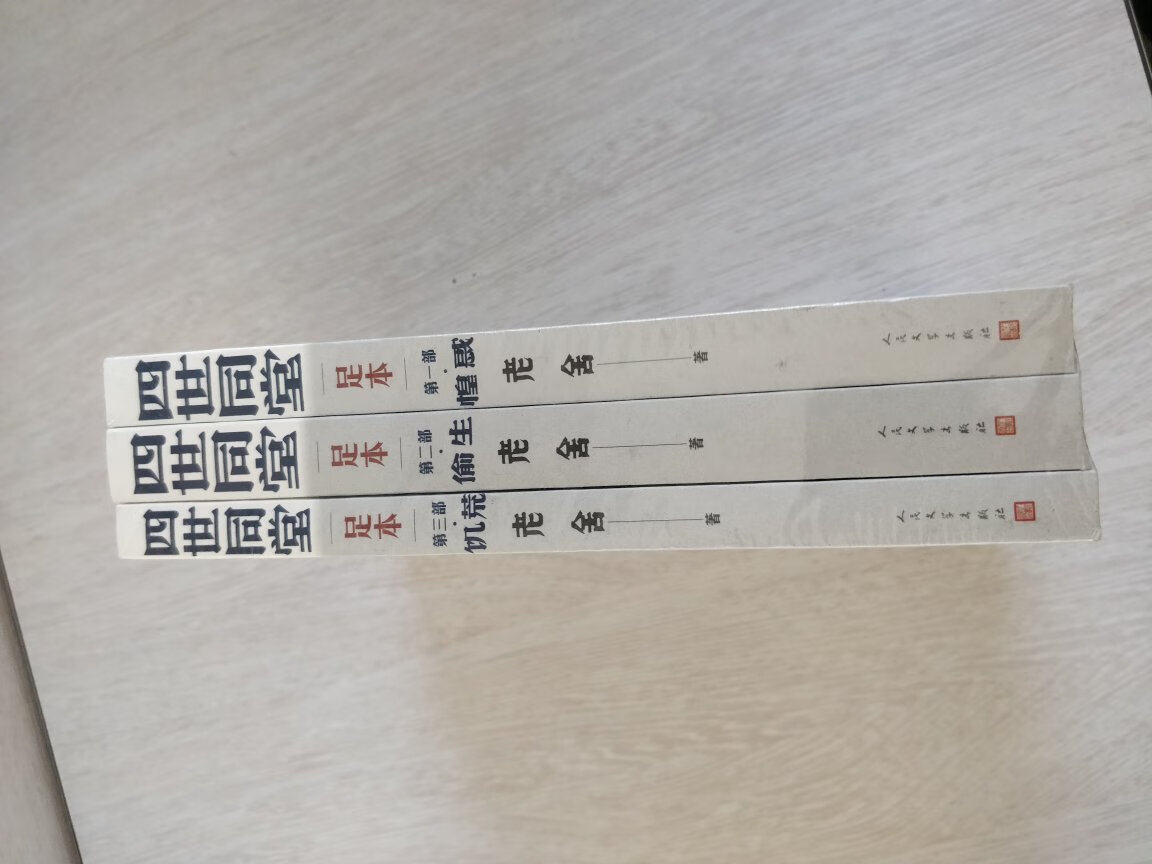 四世同堂
足本
第一部·惶惑
老舍 著
人民文学出版社
四世同堂
足本
第二部·偷生
老舍 著
人民文学出版社
四世同堂
足本
第三部·饥荒
老舍 著
人民文学出版社